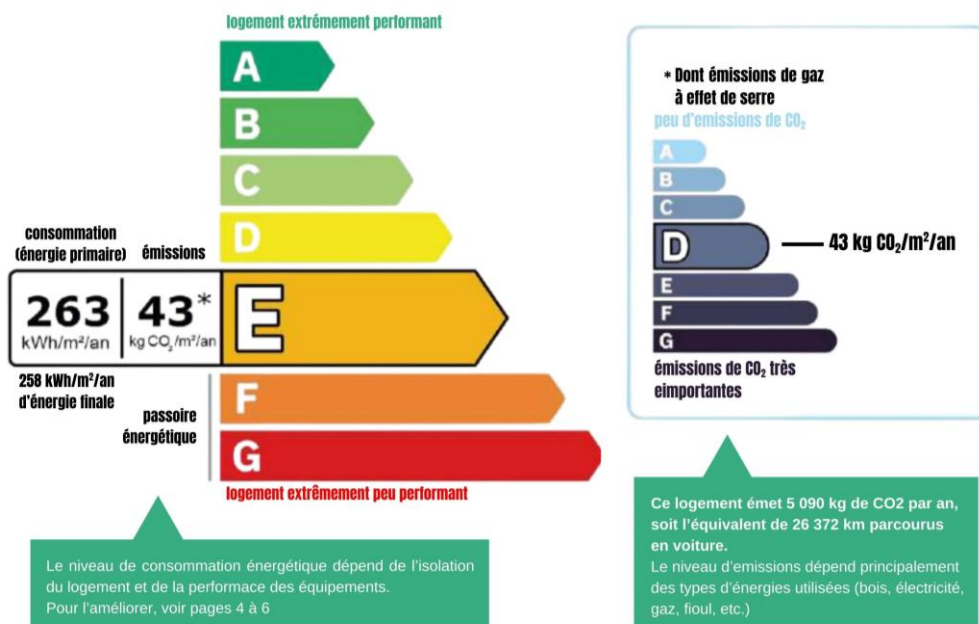 logement extrémement performant
A
B
C
D
consommation
(énergie primaire)
émissions
263
kWh/m²/an
43*
kg CO₂/m²/an
E
258 kWh/m²/an
d'énergie finale
passoire
énergétique
F
G
logement extrêmement peu performant
Le niveau de consommation énergétique dépend de l'isolation
du logement et de la performace des équipements.
Pour l'améliorer, voir pages 4 à 6
* Dont émissions de gaz
à effet de serre
peu d'emissions de CO₂
A
B
C
D
43 kg CO₂/m²/an
E
F
G
émissions de CO₂ très
eimportantes
Ce logement émet 5 090 kg de CO2 par an,
soit l'équivalent de 26 372 km parcourus
en voiture.
Le niveau d'emissions dépend principalement
des types d'énergies utilisées (bois, électricité,
gaz, fioul, etc.)